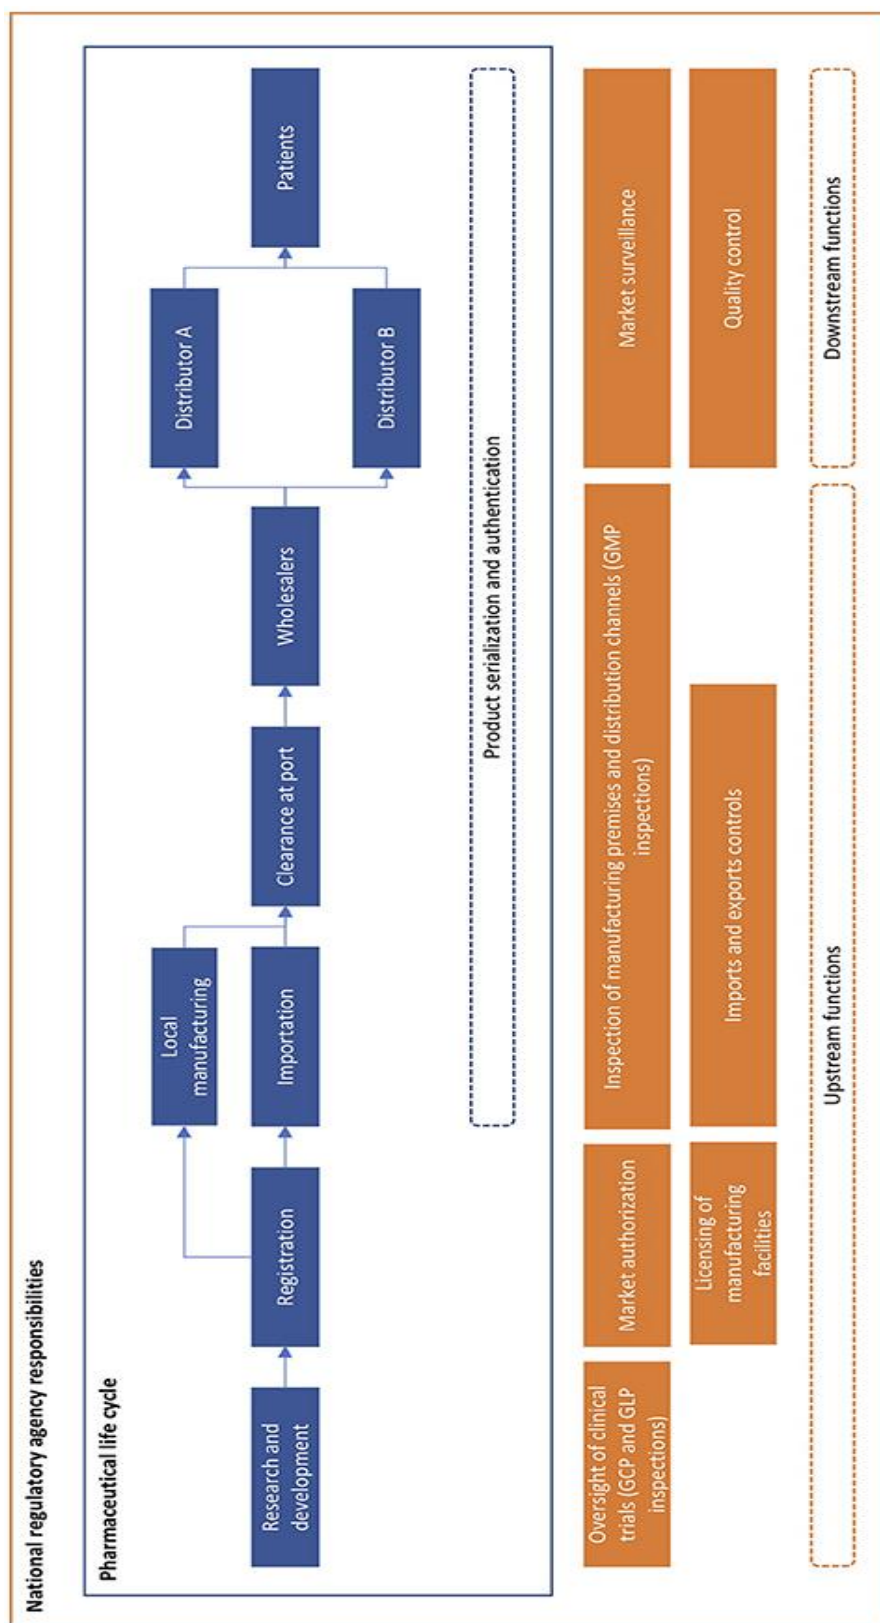 National regulatory agency responsibilities
Pharmaceutical life cycle
Research and
development
Registration
Local
manufacturing
Importation
Clearance at port
Wholesalers
Distributor A
Distributor B
Patients
Product serialization and authentication
Oversight of clinical
trials (GCP and GLP
inspections)
Market authorization
Inspection of manufacturing premises and distribution channels (GMP
inspections)
Market surveillance
Licensing of
manufacturing
facilities
Imports and exports controls
Quality control
Upstream functions
Downstream functions